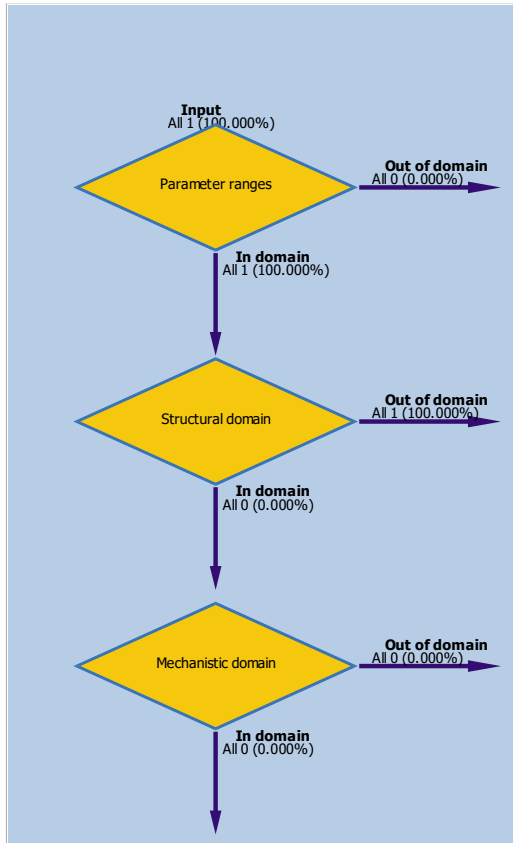 Input
All 1 (100.000%)
Parameter ranges
Out of domain
All 0 (0.000%)
In domain
All 1 (100.000%)
Structural domain
Out of domain
All 1 (100.000%)
In domain
All 0 (0.000%)
Mechanistic domain
Out of domain
All 0 (0.000%)
In domain
All 0 (0.000%)